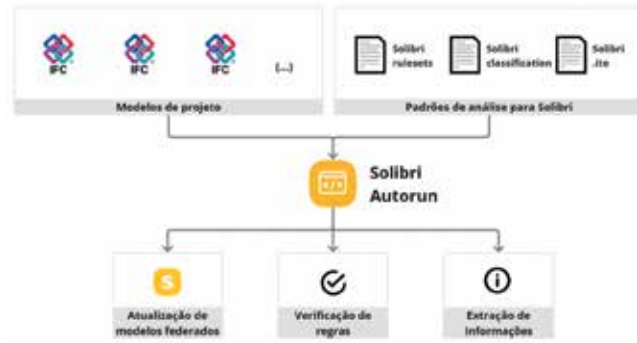 IFC
IFC
IFC
(...)
Modelos de projeto
Solibri
rulesets
Solibri
classification
Solibri
.ite
Padrões de análise para Solibri
</>
Solibri
Autorun
S
Atualização de
modelos federados
Verificação de
regras
i
Extração de
Informações